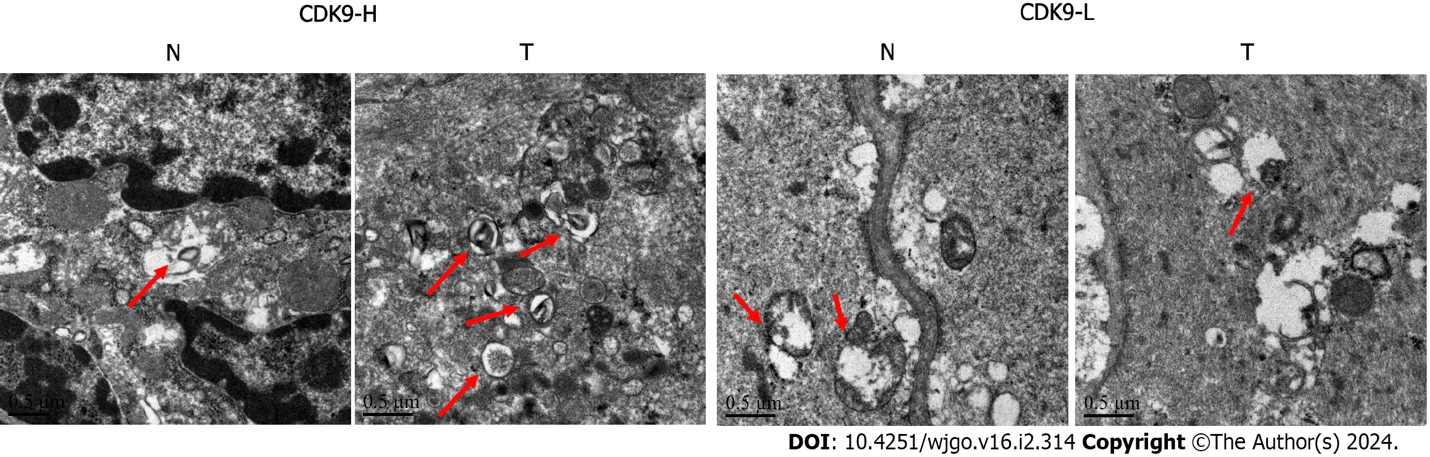 CDK9-H
CDK9-L
N
T
N
T
0.5 μm
0.5 μm
0.5 μm
0.5 μm
DOI: 10.4251/wjgo.v16.i2.314 Copyright ©The Author(s) 2024.